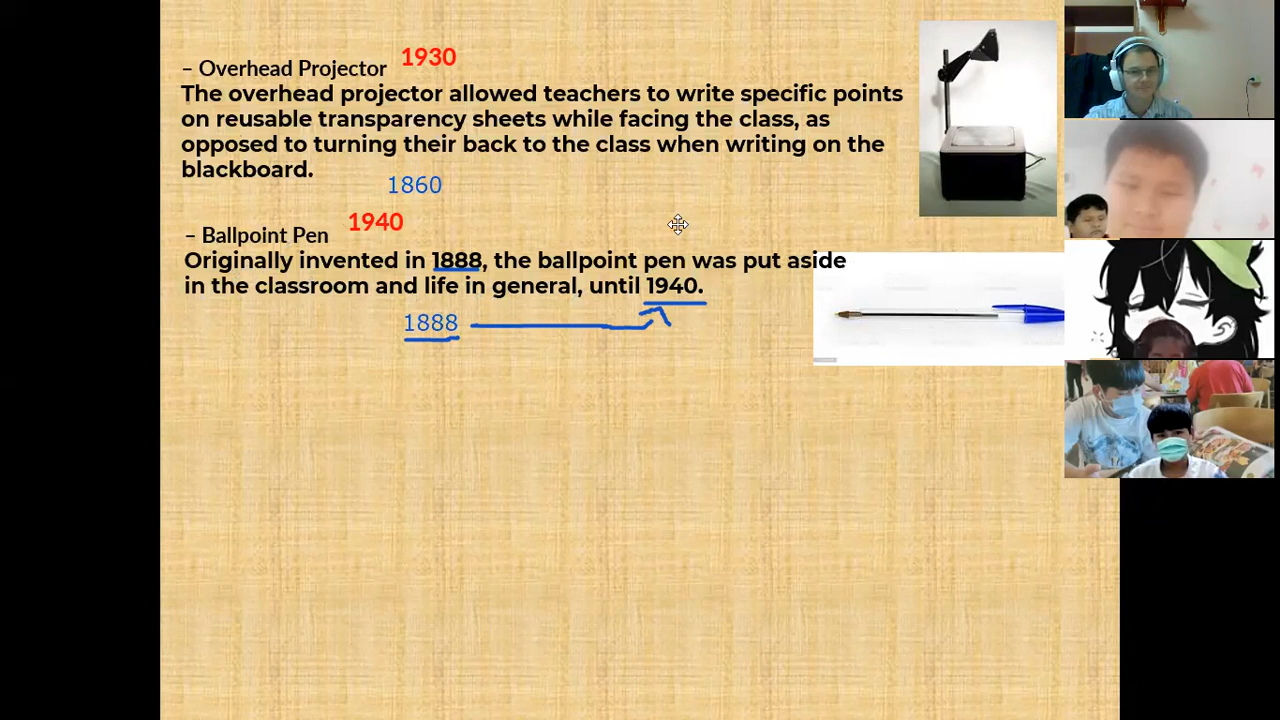 – Overhead Projector 1930
The overhead projector allowed teachers to write specific points
on reusable transparency sheets while facing the class, as
opposed to turning their back to the class when writing on the
blackboard.
1860
– Ballpoint Pen 1940
Originally invented in 1888, the ballpoint pen was put aside
in the classroom and life in general, until 1940.
1888